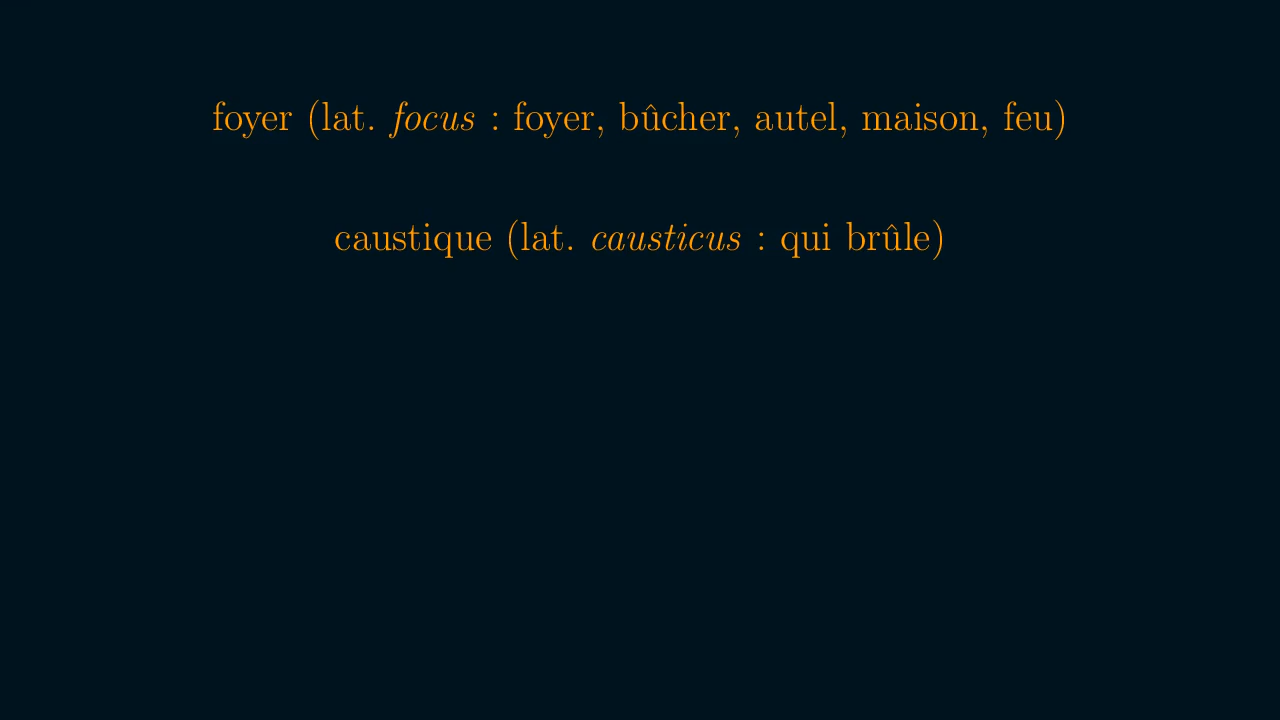 foyer (lat. focus : foyer, bûcher, autel, maison, feu)
caustique (lat. causticus : qui brûle)